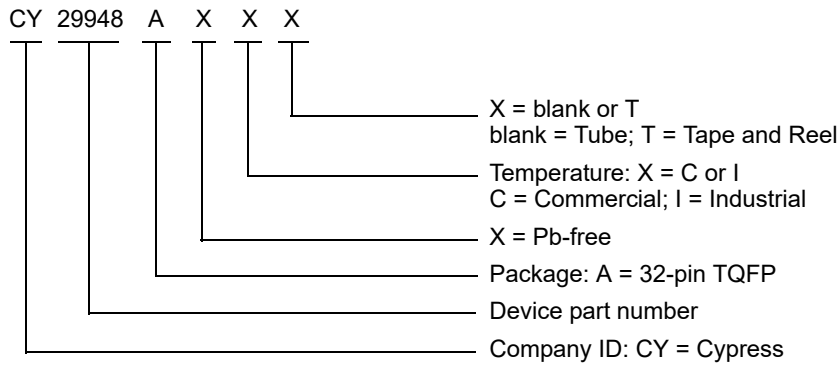 CY 29948 A X X X
X = blank or T
blank = Tube; T = Tape and Reel
Temperature: X = C or I
C = Commercial; I = Industrial
X = Pb-free
Package: A = 32-pin TQFP
Device part number
Company ID: CY = Cypress